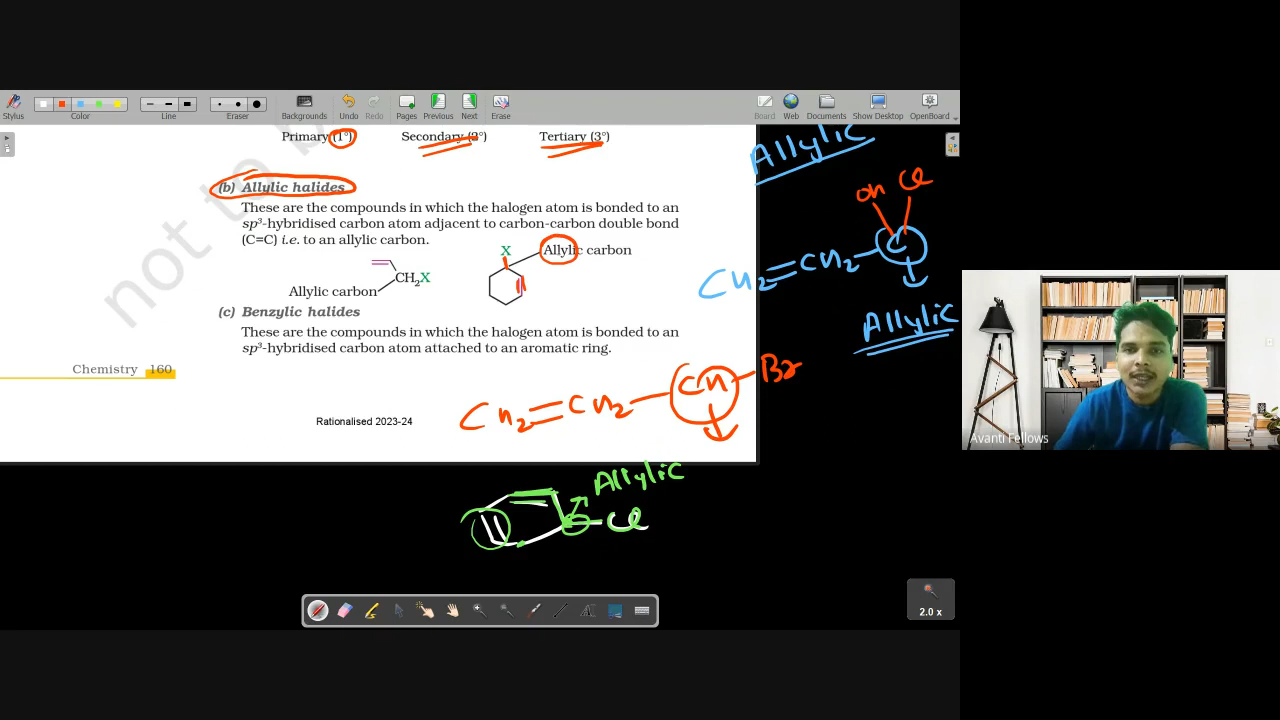 Stylus
Color
Line
Eraser
Backgrounds
Undo
Redo
Pages
Previous
Next
Erase
Board
Web
Documents
Show Desktop
OpenBoard
not to b
Primary (1°)
Secondary (2°)
Tertiary (3°)
Allylic
(b) Allylic halides
These are the compounds in which the halogen atom is bonded to an
sp³-hybridised carbon atom adjacent to carbon-carbon double bond
(C=C) i.e. to an allylic carbon.
X
Allylic carbon
CH₂X
Allylic carbon
OH Cl
CH₂=CH₂-C
Allylic
(c) Benzylic halides
These are the compounds in which the halogen atom is bonded to an
sp³-hybridised carbon atom attached to an aromatic ring.
Chemistry 160
CH₂=CH₂-CH-Br
Rationalised 2023-24
Avanti Fellows
Allylic
Cl
2.0 x